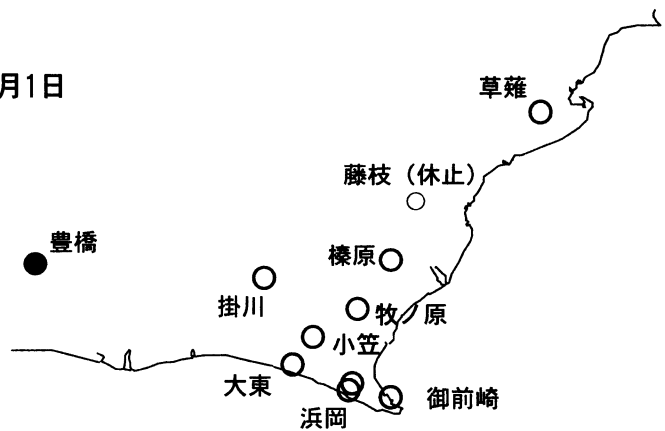 月1日
草薙
藤枝（休止）
豊橋
榛原
掛川
牧ノ原
小笠
大東
御前崎
浜岡